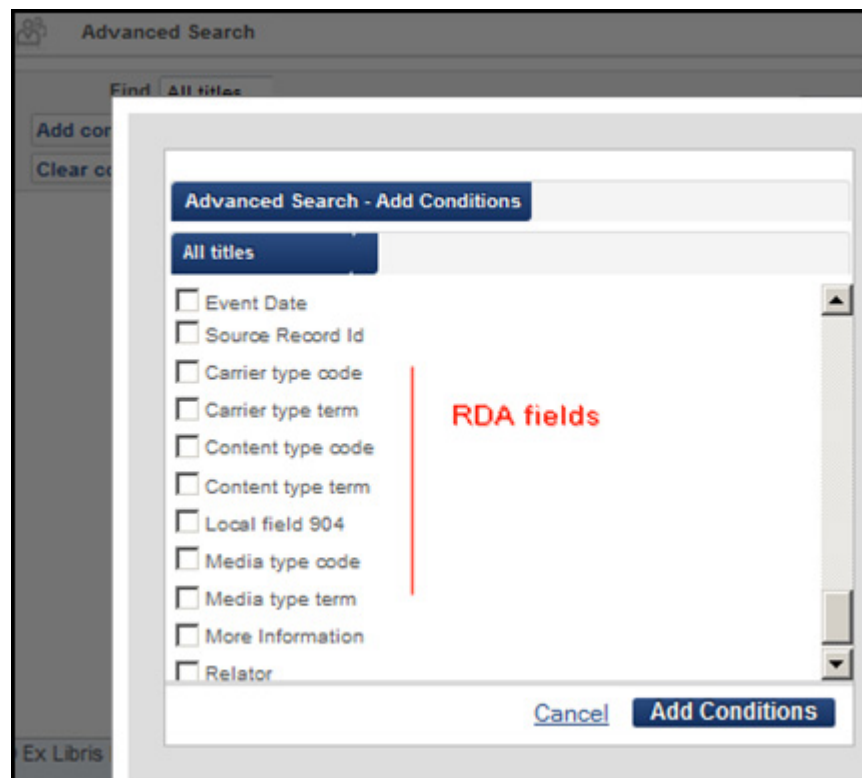 Advanced Search
Find All titles
Add con
Clear co
Advanced Search - Add Conditions
All titles
Event Date
Source Record Id
Carrier type code
Carrier type term
RDA fields
Content type code
Content type term
Local field 904
Media type code
Media type term
More Information
Relator
Cancel Add Conditions
Ex Libris